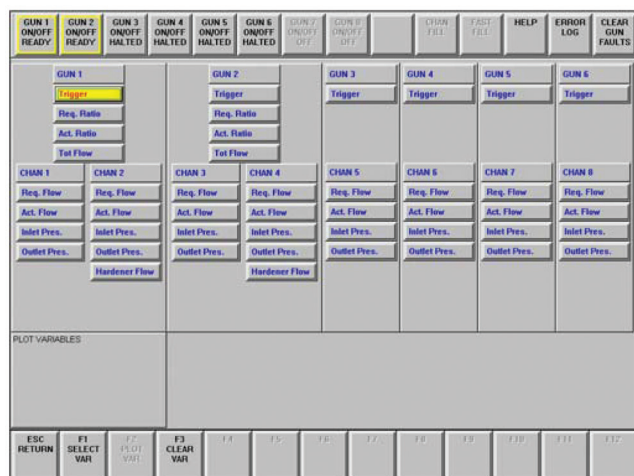 GUN 1 ON/OFF READY
GUN 2 ON/OFF READY
GUN 3 ON/OFF HALTED
GUN 4 ON/OFF HALTED
GUN 5 ON/OFF HALTED
GUN 6 ON/OFF HALTED
GUN 7 ON/OFF OFF
GUN 8 ON/OFF OFF
CHAN FILL
FAST FILL
HELP
ERROR LOG
CLEAR GUN FAULTS
GUN 1
Trigger
Req. Ratio
Act. Ratio
Tot Flow
GUN 2
Trigger
Req. Ratio
Act. Ratio
Tot Flow
GUN 3
Trigger
GUN 4
Trigger
GUN 5
Trigger
GUN 6
Trigger
CHAN 1
Req. Flow
Act. Flow
Inlet Pres.
Outlet Pres.
CHAN 2
Req. Flow
Act. Flow
Inlet Pres.
Outlet Pres.
Hardener Flow
CHAN 3
Req. Flow
Act. Flow
Inlet Pres.
Outlet Pres.
CHAN 4
Req. Flow
Act. Flow
Inlet Pres.
Outlet Pres.
Hardener Flow
CHAN 5
Req. Flow
Act. Flow
Inlet Pres.
Outlet Pres.
CHAN 6
Req. Flow
Act. Flow
Inlet Pres.
Outlet Pres.
CHAN 7
Req. Flow
Act. Flow
Inlet Pres.
Outlet Pres.
CHAN 8
Req. Flow
Act. Flow
Inlet Pres.
Outlet Pres.
PLOT VARIABLES
ESC RETURN
F1 SELECT VAR
F2 PLOT VAR
F3 CLEAR VAR
F4
F5
F6
F7
F8
F9
F10
F11
F12